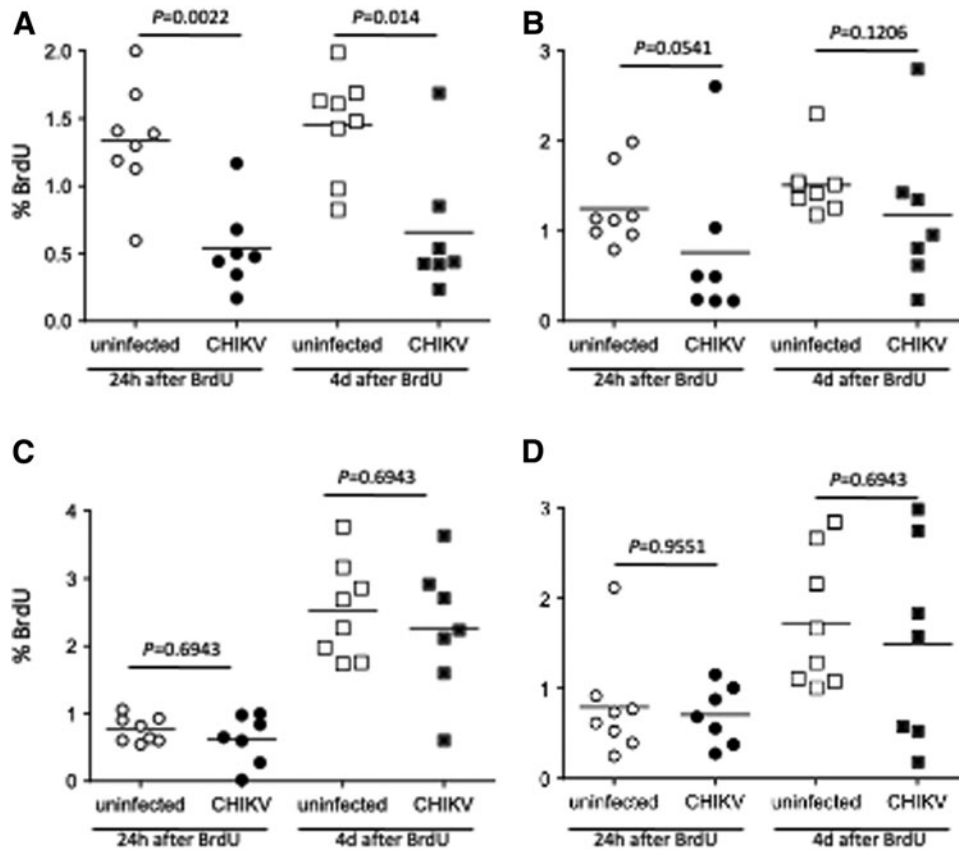 A
P=0.0022
P=0.014
% BrdU
2.0
1.5
1.0
0.5
0.0
uninfected CHIKV uninfected CHIKV
24h after BrdU 4d after BrdU
B
P=0.0541
P=0.1206
3
2
1
0
uninfected CHIKV uninfected CHIKV
24h after BrdU 4d after BrdU
C
P=0.6943
P=0.6943
% BrdU
4
3
2
1
0
uninfected CHIKV uninfected CHIKV
24h after BrdU 4d after BrdU
D
P=0.9551
P=0.6943
3
2
1
0
uninfected CHIKV uninfected CHIKV
24h after BrdU 4d after BrdU